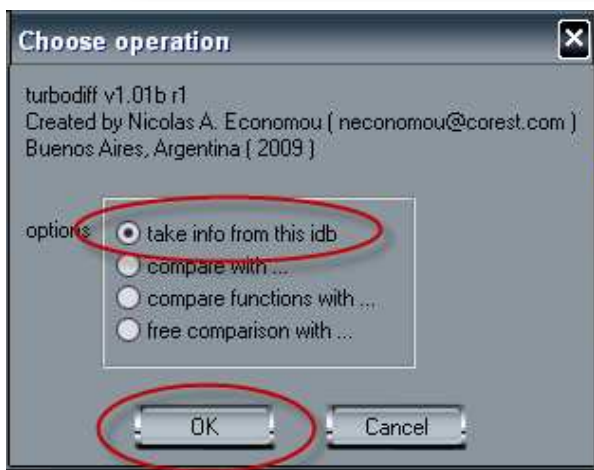 Choose operation
turbodiff v1.01b r1
Created by Nicolas A. Economou ( neconomou@corest.com )
Buenos Aires, Argentina ( 2009 )
options
take info from this idb
compare with ...
compare functions with ...
free comparison with ...
OK
Cancel